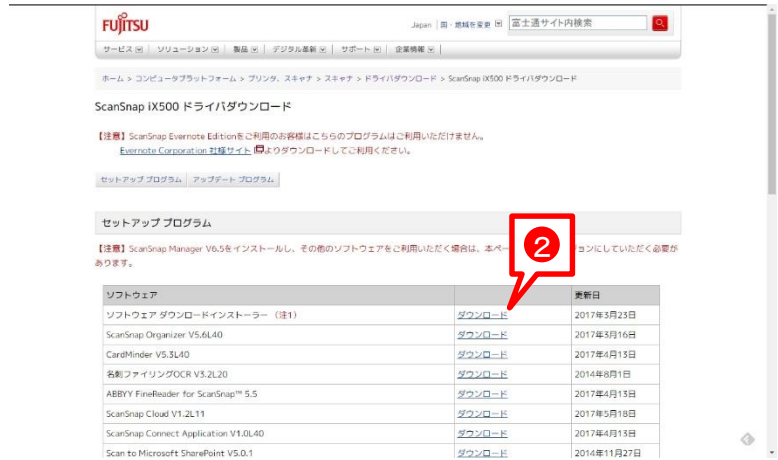 FUJITSU
Japan | 国・地域を変更 富士通サイト内検索
サービス | ソリューション | 製品 | デジタル革新 | サポート | 企業情報 |
ホーム > コンピュータプラットフォーム > プリンタ、スキャナ > スキャナ > ドライバダウンロード > ScanSnap iX500 ドライバダウンロード
ScanSnap iX500 ドライバダウンロード
【注意】ScanSnap Evernote Editionをご利用のお客様はこちらのプログラムはご利用いただけません。
Evernote Corporation 社様サイト よりダウンロードしてご利用ください。
セットアップ プログラム アップデート プログラム
セットアップ プログラム
【注意】ScanSnap Manager V6.5をインストールし、その他のソフトウェアをご利用いただく場合は、本ペー ョンにしていただく必要が
あります。
2
ソフトウェア 更新日
ソフトウェア ダウンロードインストーラー（注1） ダウンロード 2017年3月23日
ScanSnap Organizer V5.6L40 ダウンロード 2017年3月16日
CardMinder V5.3L40 ダウンロード 2017年4月13日
名刺ファイリングOCR V3.2L20 ダウンロード 2014年8月1日
ABBYY FineReader for ScanSnap™ 5.5 ダウンロード 2017年4月13日
ScanSnap Cloud V1.2L11 ダウンロード 2017年5月18日
ScanSnap Connect Application V1.0L40 ダウンロード 2017年4月13日
Scan to Microsoft SharePoint V5.0.1 ダウンロード 2014年11月27日